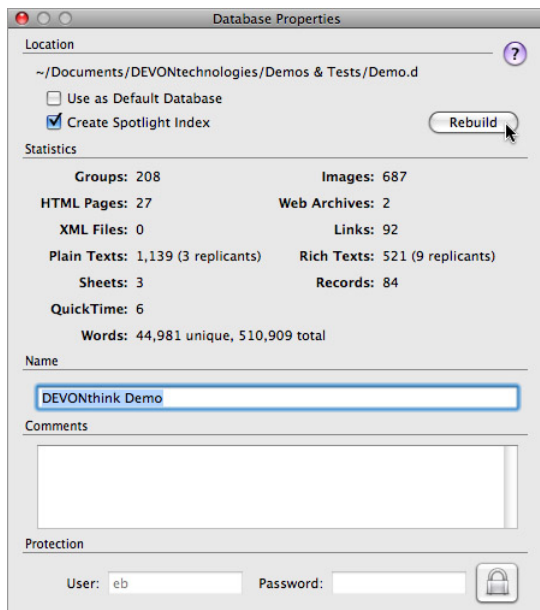 Database Properties
Location
?
~/Documents/DEVONtechnologies/Demos & Tests/Demo.d
Use as Default Database
Create Spotlight Index
Rebuild
Statistics
Groups: 208 Images: 687
HTML Pages: 27 Web Archives: 2
XML Files: 0 Links: 92
Plain Texts: 1,139 (3 replicants) Rich Texts: 521 (9 replicants)
Sheets: 3 Records: 84
QuickTime: 6
Words: 44,981 unique, 510,909 total
Name
DEVONthink Demo
Comments
Protection
User: eb Password: